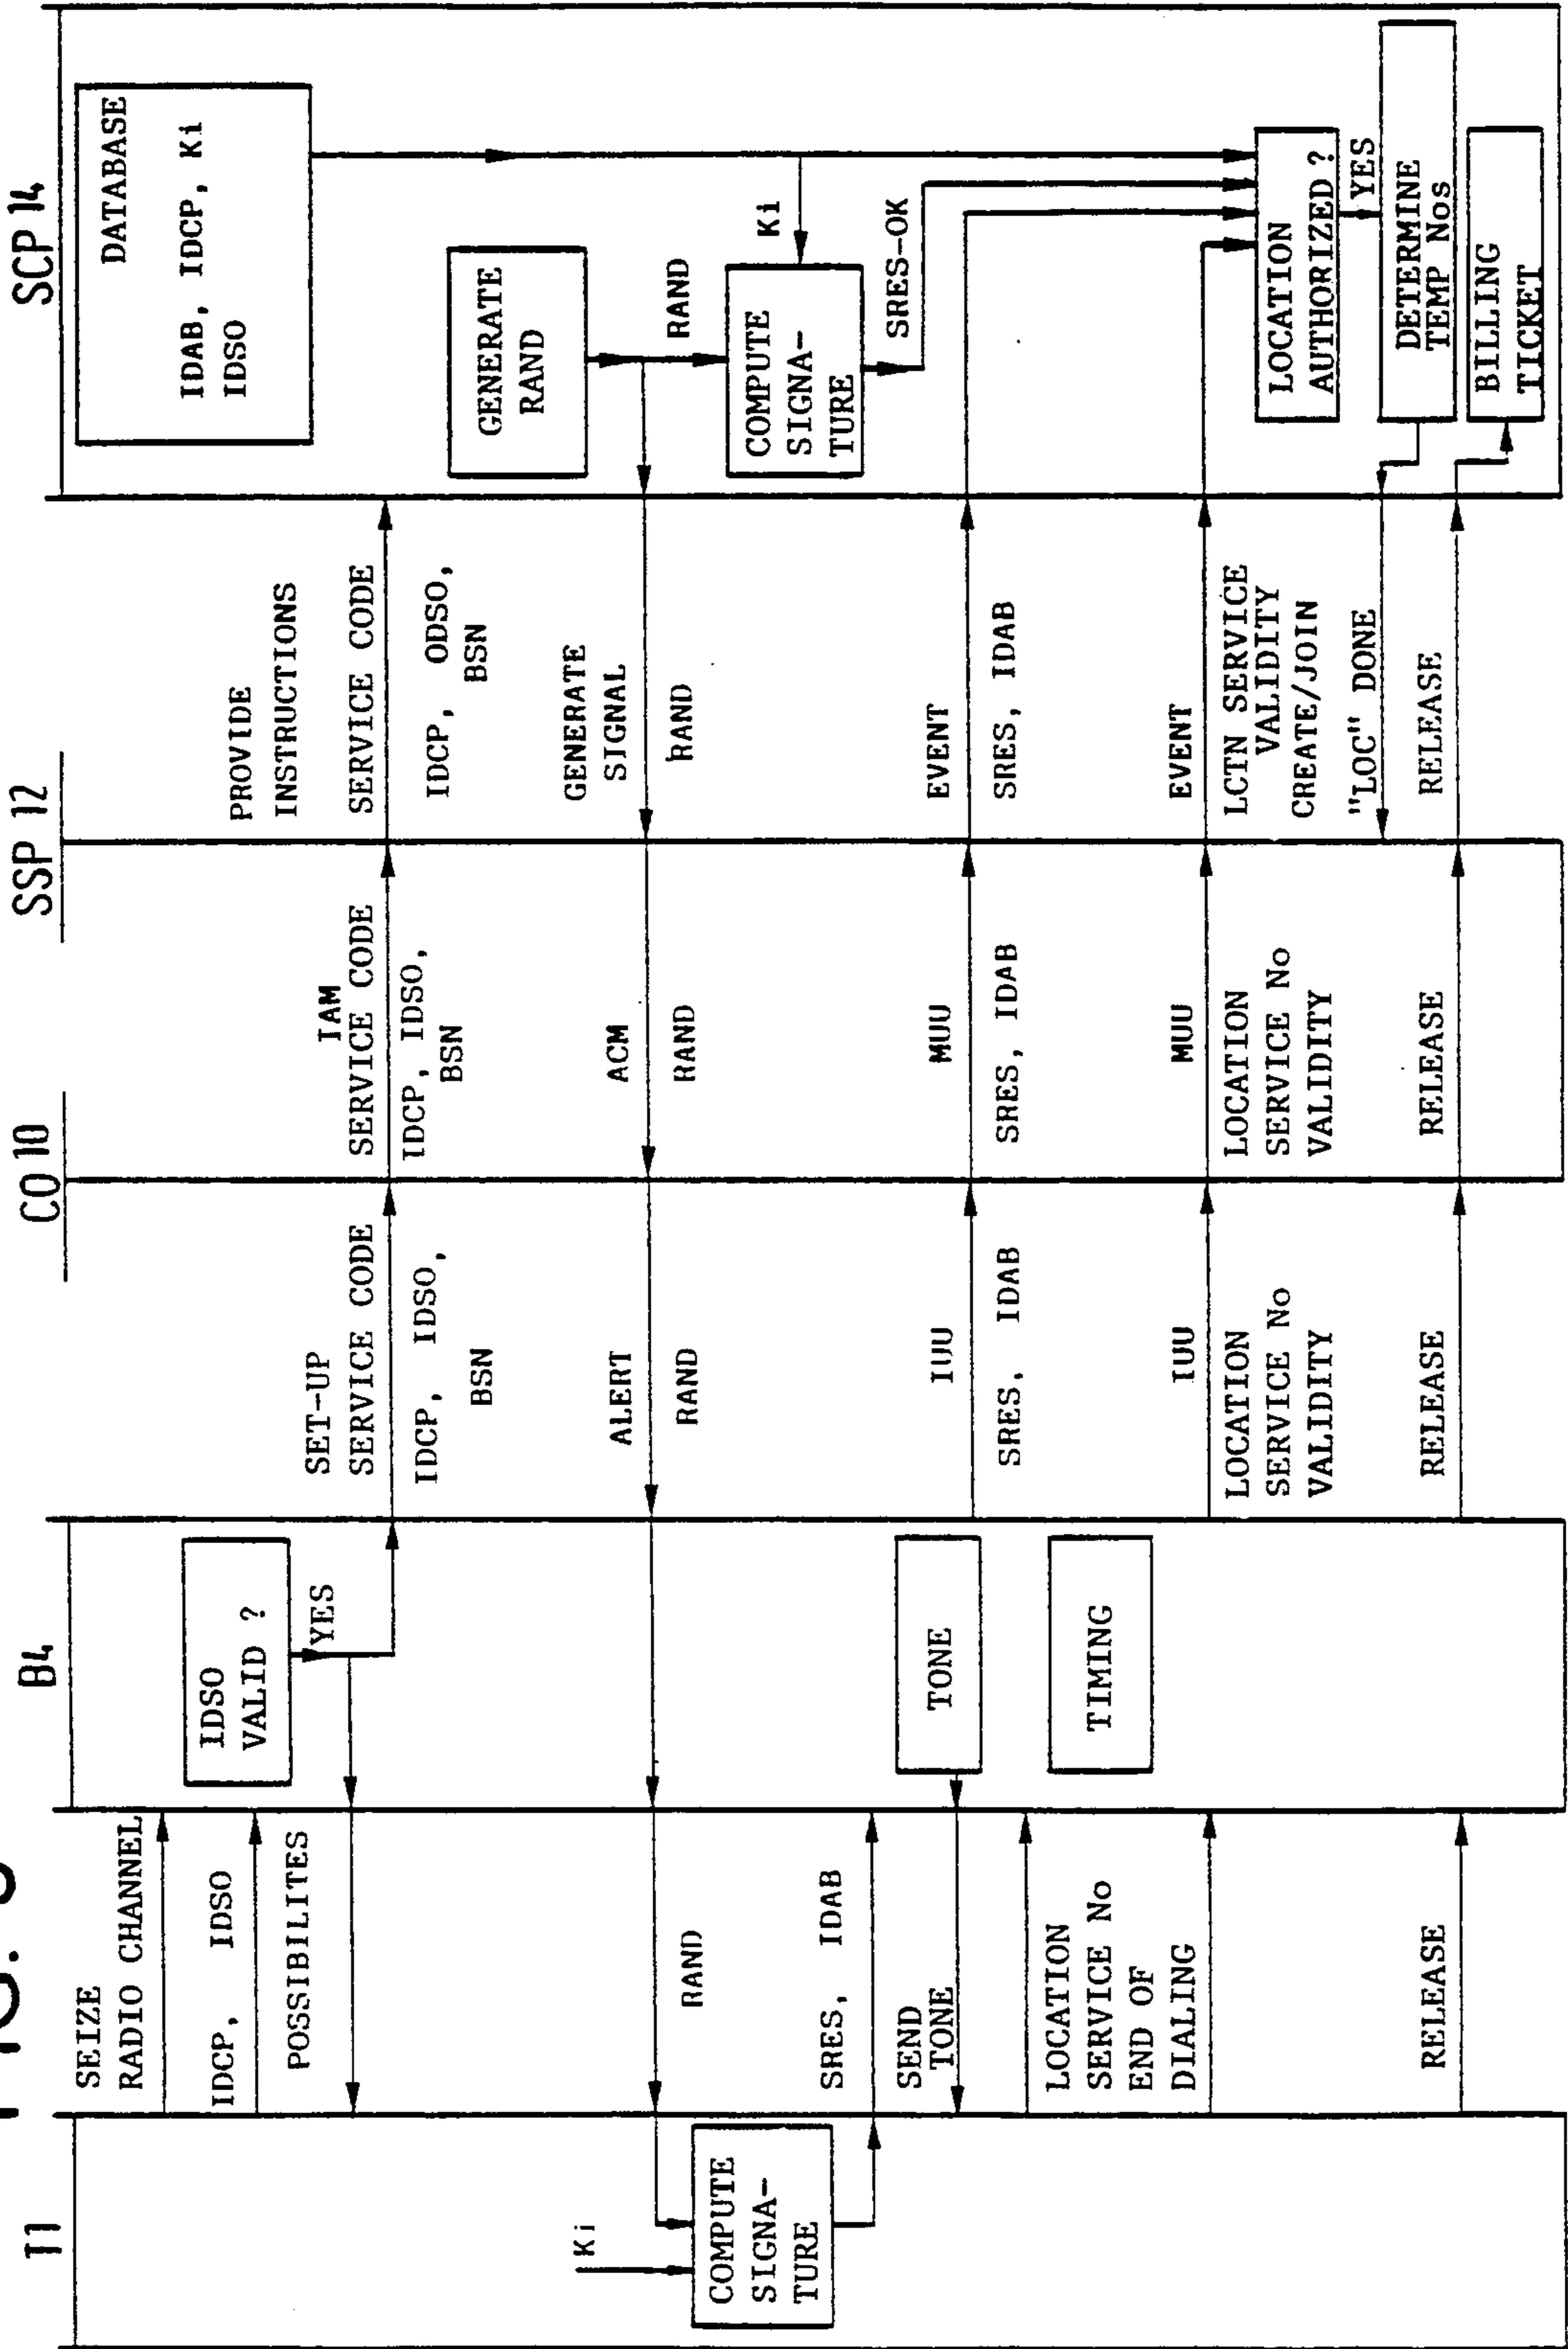 T1
B4
CO 10
SSP 12
SCP 14
Ki
COMPUTE
SIGNA-
TURE
SEIZE
RADIO CHANNEL
IDCP, IDSO
POSSIBILITES
RAND
SRES, IDAB
SEND
TONE
LOCATION
SERVICE No
END OF
DIALING
RELEASE
IDSO
VALID ?
YES
TONE
TIMING
SET-UP
SERVICE CODE
IDCP, IDSO,
BSN
ALERT
RAND
IUU
SRES, IDAB
IUU
LOCATION
SERVICE No
VALIDITY
RELEASE
IAM
SERVICE CODE
IDCP, IDSO,
BSN
ACM
RAND
MUU
SRES, IDAB
MUU
LOCATION
SERVICE No
VALIDITY
RELEASE
PROVIDE
INSTRUCTIONS
SERVICE CODE
IDCP, ODSO,
BSN
GENERATE
SIGNAL
RAND
EVENT
SRES, IDAB
EVENT
LCTN SERVICE
VALIDITY
CREATE/JOIN
"LOC" DONE
RELEASE
DATABASE
IDAB, IDCP, Ki
IDSO
GENERATE
RAND
RAND
Ki
COMPUTE
SIGNA-
TURE
SRES-OK
LOCATION
AUTHORIZED ?
YES
DETERMINE
TEMP Nos
BILLING
TICKET